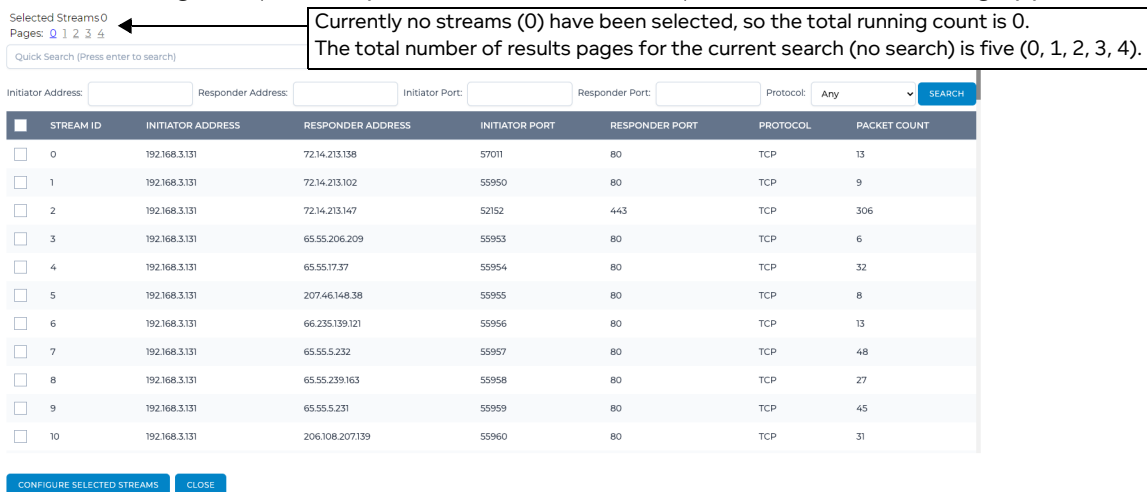 Selected Streams 0
Pages: 0 1 2 3 4
Currently no streams (0) have been selected, so the total running count is 0.
The total number of results pages for the current search (no search) is five (0, 1, 2, 3, 4).
Quick Search (Press enter to search)
Initiator Address: Responder Address: Initiator Port: Responder Port: Protocol: Any SEARCH
STREAM ID INITIATOR ADDRESS RESPONDER ADDRESS INITIATOR PORT RESPONDER PORT PROTOCOL PACKET COUNT
0 192.168.3.131 72.14.213.138 57011 80 TCP 13
1 192.168.3.131 72.14.213.102 55950 80 TCP 9
2 192.168.3.131 72.14.213.147 52152 443 TCP 306
3 192.168.3.131 65.55.206.209 55953 80 TCP 6
4 192.168.3.131 65.55.17.37 55954 80 TCP 32
5 192.168.3.131 207.46.148.38 55955 80 TCP 8
6 192.168.3.131 66.235.139.121 55956 80 TCP 13
7 192.168.3.131 65.55.5.232 55957 80 TCP 48
8 192.168.3.131 65.55.239.163 55958 80 TCP 27
9 192.168.3.131 65.55.5.231 55959 80 TCP 45
10 192.168.3.131 206.108.207.139 55960 80 TCP 31
CONFIGURE SELECTED STREAMS CLOSE